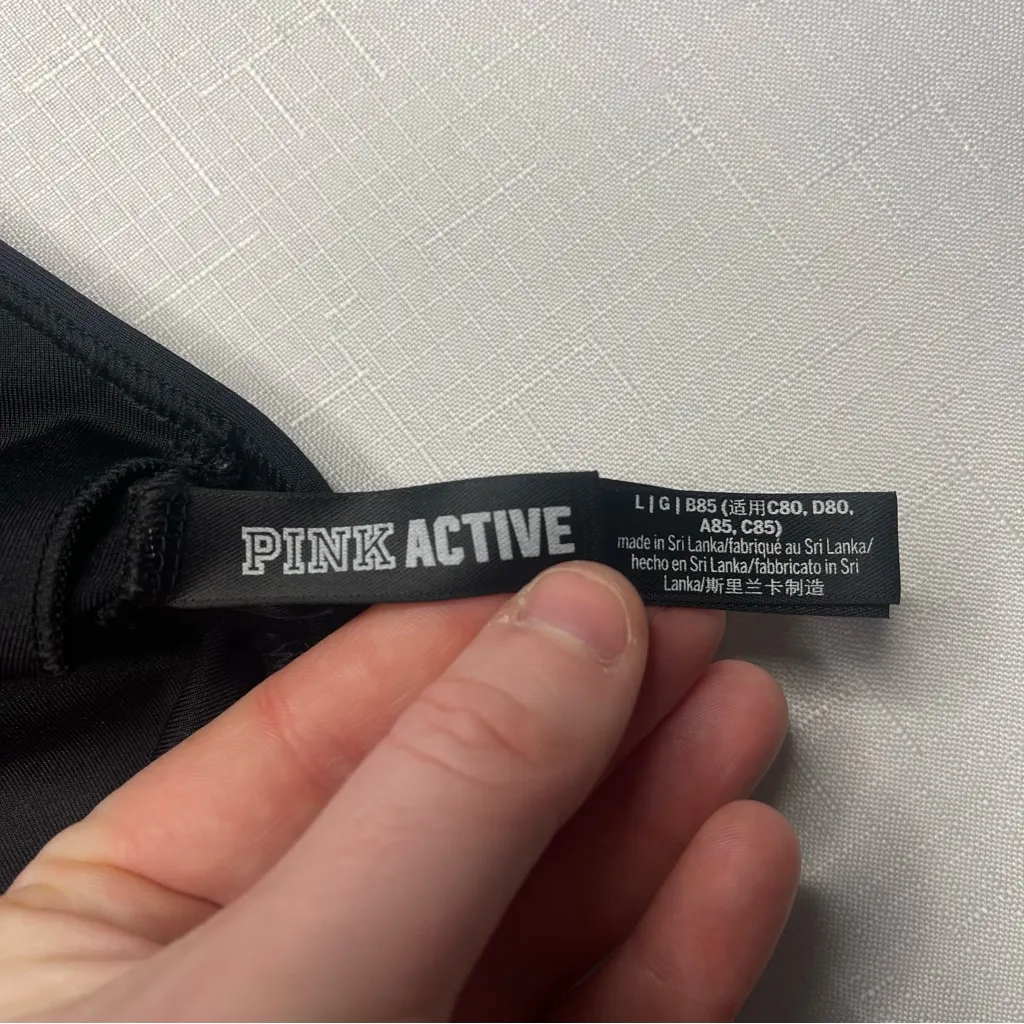 PINK ACTIVE
L | G | B85 (适用C80, D80,
A85, C85)
made in Sri Lanka/fabriqué au Sri Lanka/
hecho en Sri Lanka/fabbricato in Sri
Lanka/斯里兰卡制造